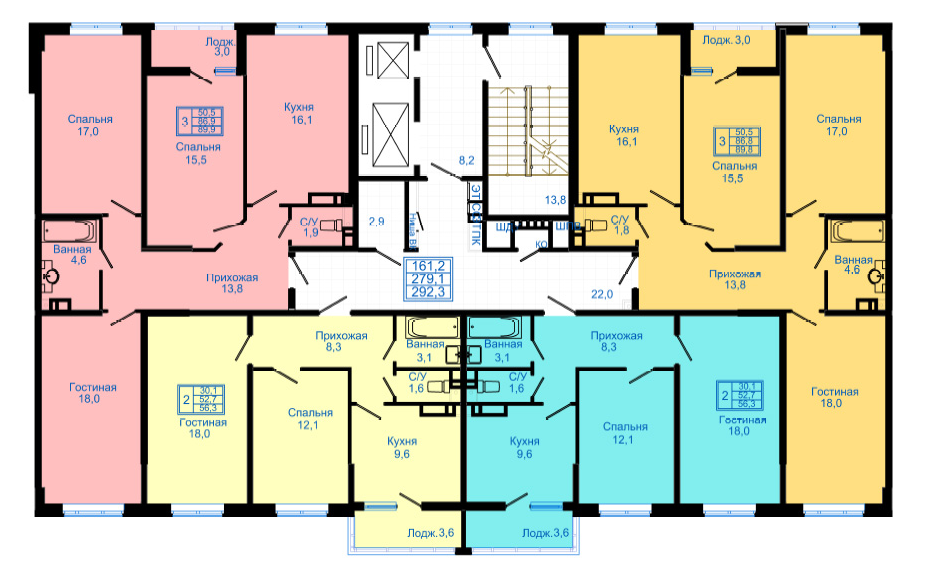 Лодж.
3,0
Спальня
17,0
3
50,5
86,9
89,9
Спальня
15,5
Кухня
16,1
8,2
ЭТ
13,8
Кухня
16,1
Лодж. 3,0
3
50,5
86,8
89,8
Спальня
15,5
Спальня
17,0
С/У
1,9
2,9
Ниша
ШД
КО
С/У
1,8
Ванная
4,6
Прихожая
13,8
161,2
279,1
292,3
22,0
Прихожая
13,8
Ванная
4,6
Прихожая
8,3
Ванная
3,1
Ванная
3,1
Прихожая
8,3
С/У
1,6
С/У
1,6
Гостиная
18,0
2
30,1
52,7
56,3
Гостиная
18,0
Спальня
12,1
Кухня
9,6
Кухня
9,6
Спальня
12,1
2
30,1
52,7
56,3
Гостиная
18,0
Гостиная
18,0
Лодж.3,6
Лодж.3,6